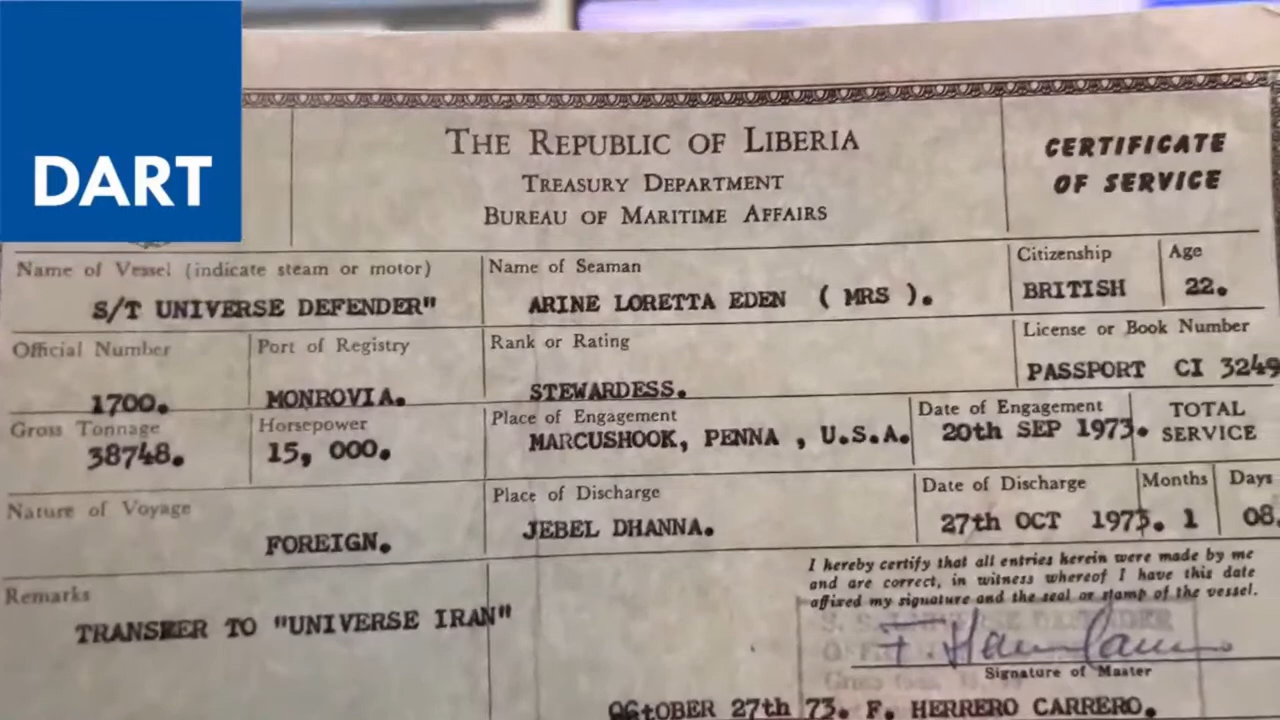 DART
THE REPUBLIC OF LIBERIA
TREASURY DEPARTMENT
BUREAU OF MARITIME AFFAIRS
CERTIFICATE
OF SERVICE
Name of Vessel (indicate steam or motor)
S/T UNIVERSE DEFENDER"
Name of Seaman
ARINE LORETTA EDEN ( MRS ).
Citizenship
BRITISH
Age
22.
Official Number
1700.
Port of Registry
MONROVIA.
Rank or Rating
STEWARDESS.
License or Book Number
PASSPORT CI 3249
Gross Tonnage
38748.
Horsepower
15, 000.
Place of Engagement
MARCUSHOOK, PENNA , U.S.A.
Date of Engagement
20th SEP 1973.
TOTAL
SERVICE
Nature of Voyage
FOREIGN.
Place of Discharge
JEBEL DHANNA.
Date of Discharge
27th OCT 1973.
Months
1
Days
08.
Remarks
TRANSFER TO "UNIVERSE IRAN"
I hereby certify that all entries herein were made by me
and are correct, in witness whereof I have this date
affixed my signature and the seal or stamp of the vessel.
Signature of Master
OCtOBER 27th 73. F. HERRERO CARRERO.